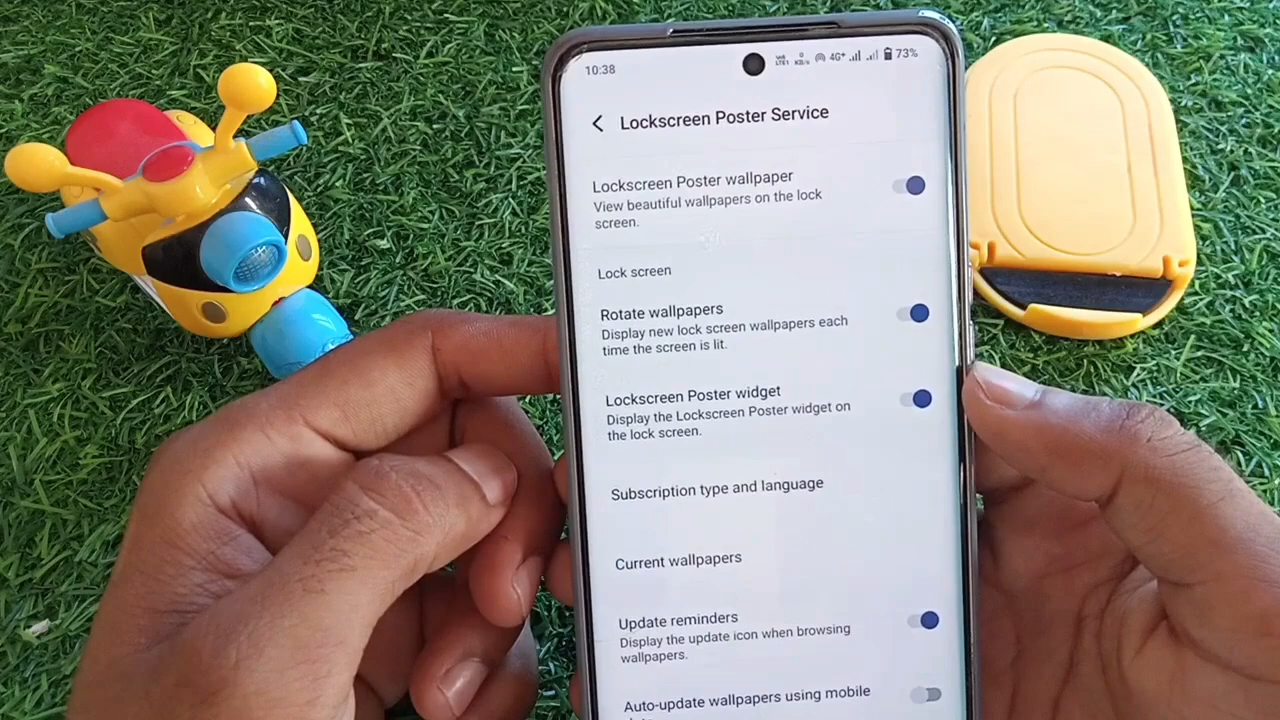 10:38
4G+ 73%
Lockscreen Poster Service
Lockscreen Poster wallpaper
View beautiful wallpapers on the lock
screen.
Lock screen
Rotate wallpapers
Display new lock screen wallpapers each
time the screen is lit.
Lockscreen Poster widget
Display the Lockscreen Poster widget on
the lock screen.
Subscription type and language
Current wallpapers
Update reminders
Display the update icon when browsing
wallpapers.
Auto-update wallpapers using mobile